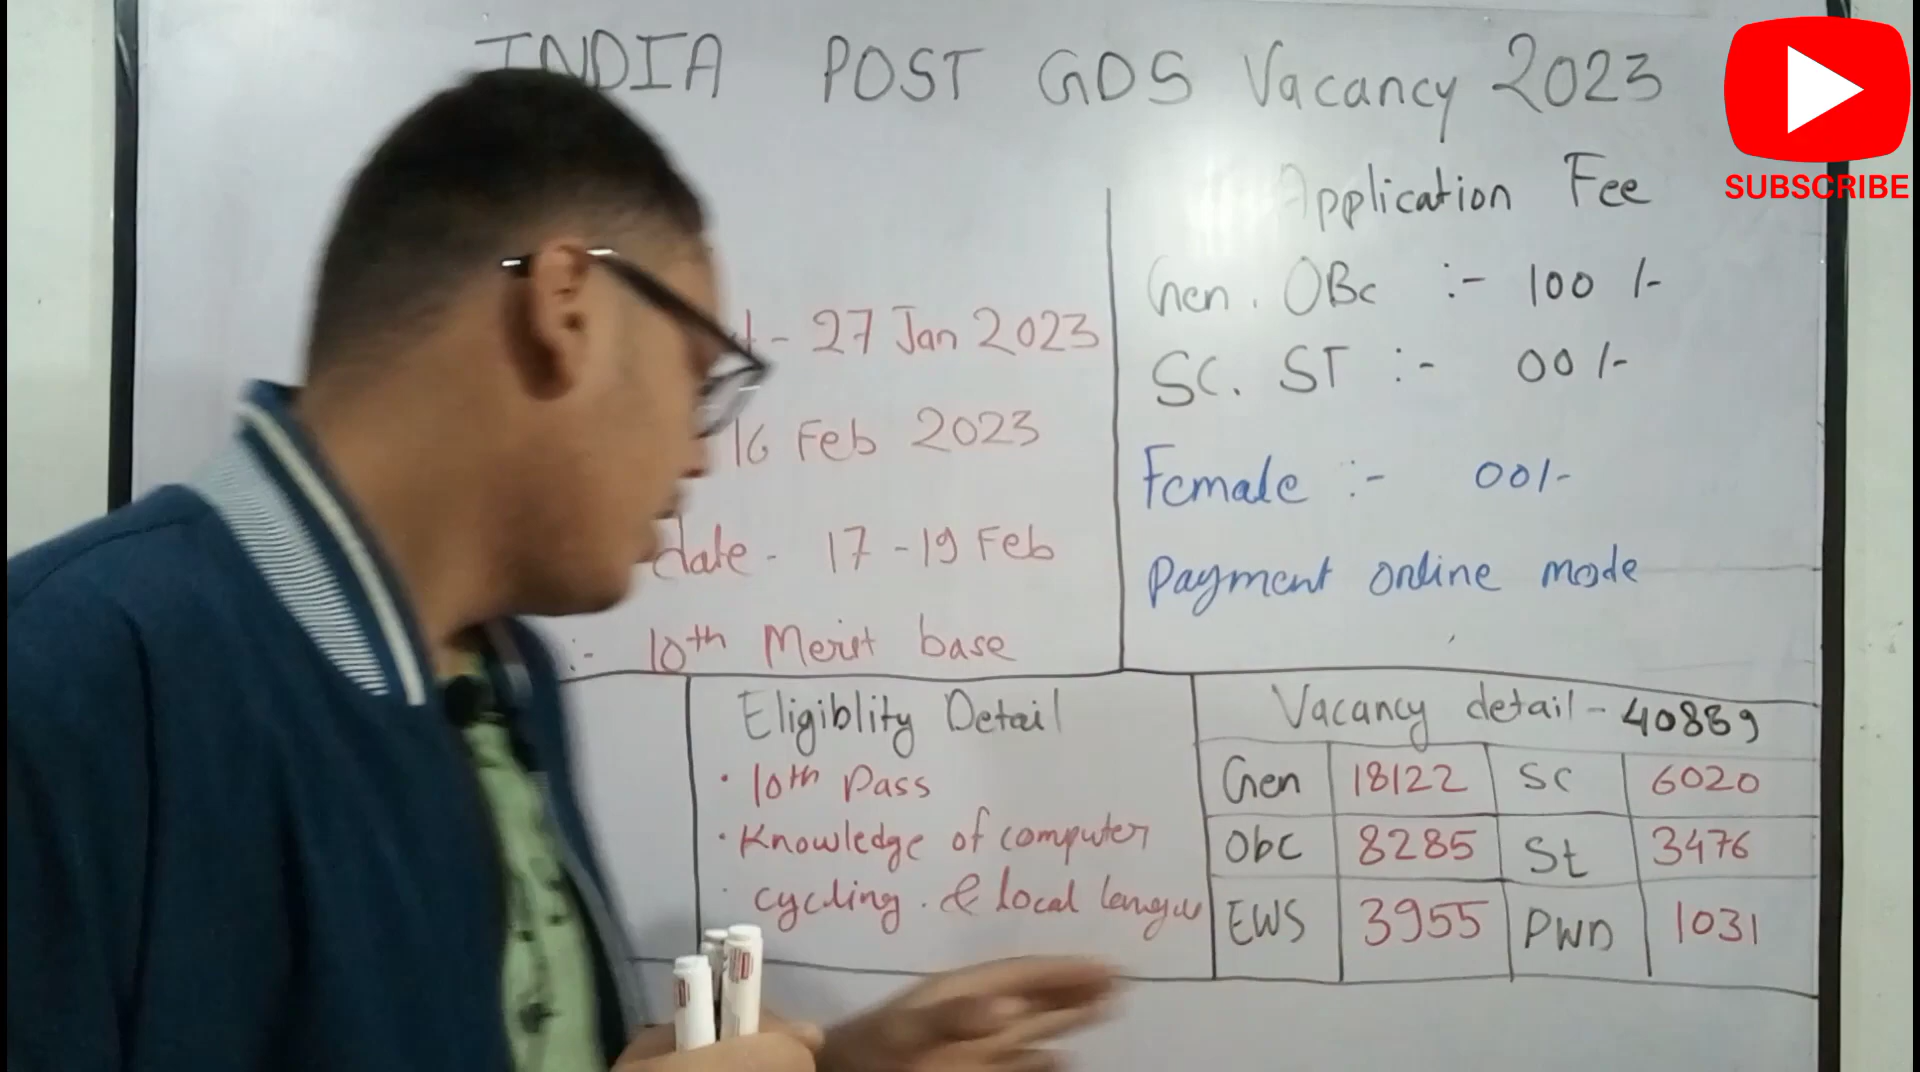 INDIA POST GDS Vacancy 2023
SUBSCRIBE
27 Jan 2023
16 Feb 2023
date - 17 - 19 Feb
:- 10th Merit base
Application Fee
Gen. OBc :- 100 /-
SC. ST :- 00 /-
Female :- 00/-
Payment online mode
Eligiblity Detail
• 10th Pass
• Knowledge of computer
• cycling. & local
Vacancy detail - 40889
Gen 18122 SC 6020
Obc 8285 St 3476
EWS 3955 PWD 1031